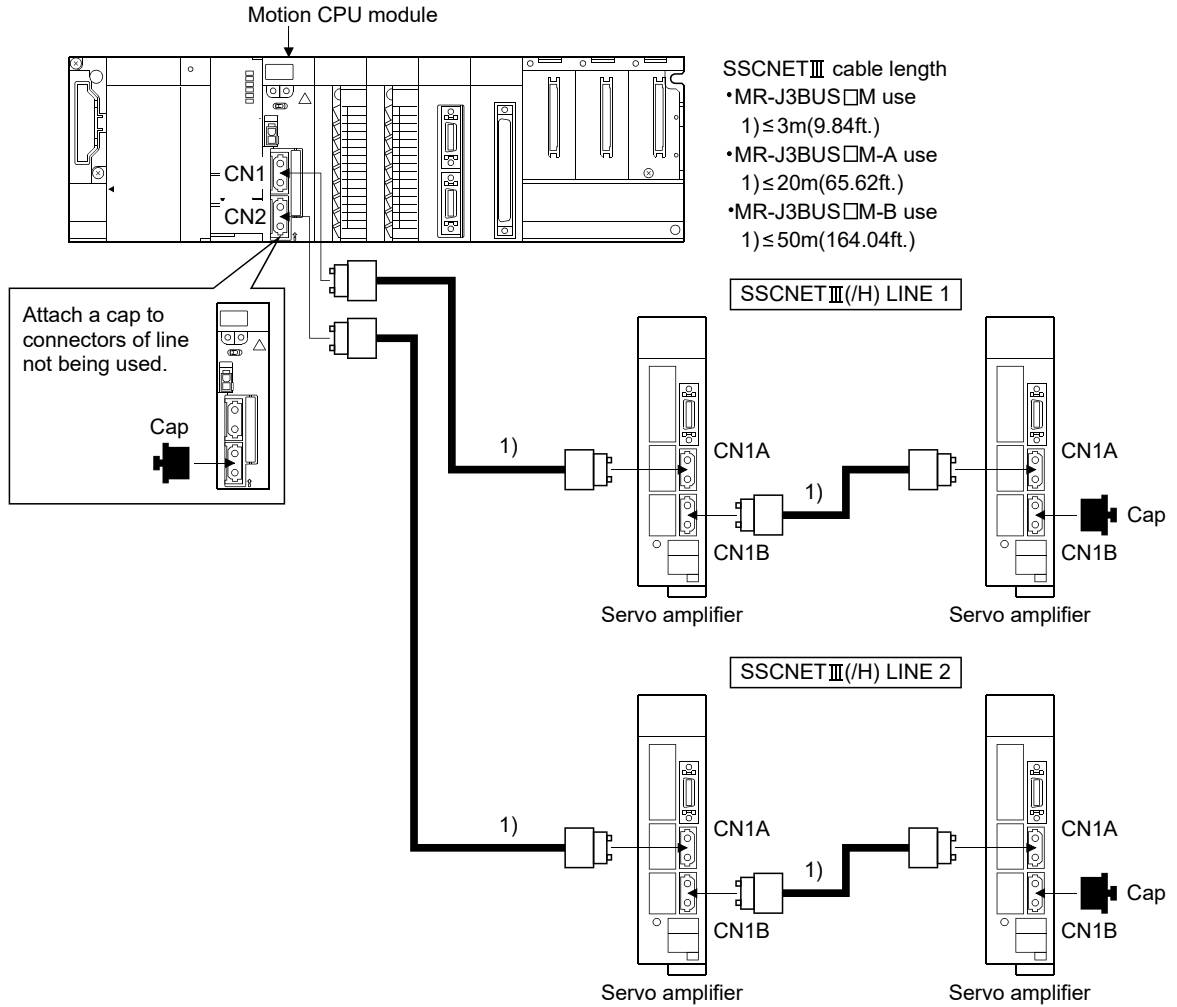 Motion CPU module
SSCNETⅢ cable length
•MR-J3BUS□M use
1)≤3m(9.84ft.)
•MR-J3BUS□M-A use
1)≤20m(65.62ft.)
•MR-J3BUS□M-B use
1)≤50m(164.04ft.)
CN1
CN2
Attach a cap to
connectors of line
not being used.
Cap
SSCNETⅢ(/H) LINE 1
1)
CN1A
CN1B
Servo amplifier
1)
CN1A
Cap
CN1B
Servo amplifier
SSCNETⅢ(/H) LINE 2
1)
CN1A
CN1B
Servo amplifier
1)
CN1A
Cap
CN1B
Servo amplifier